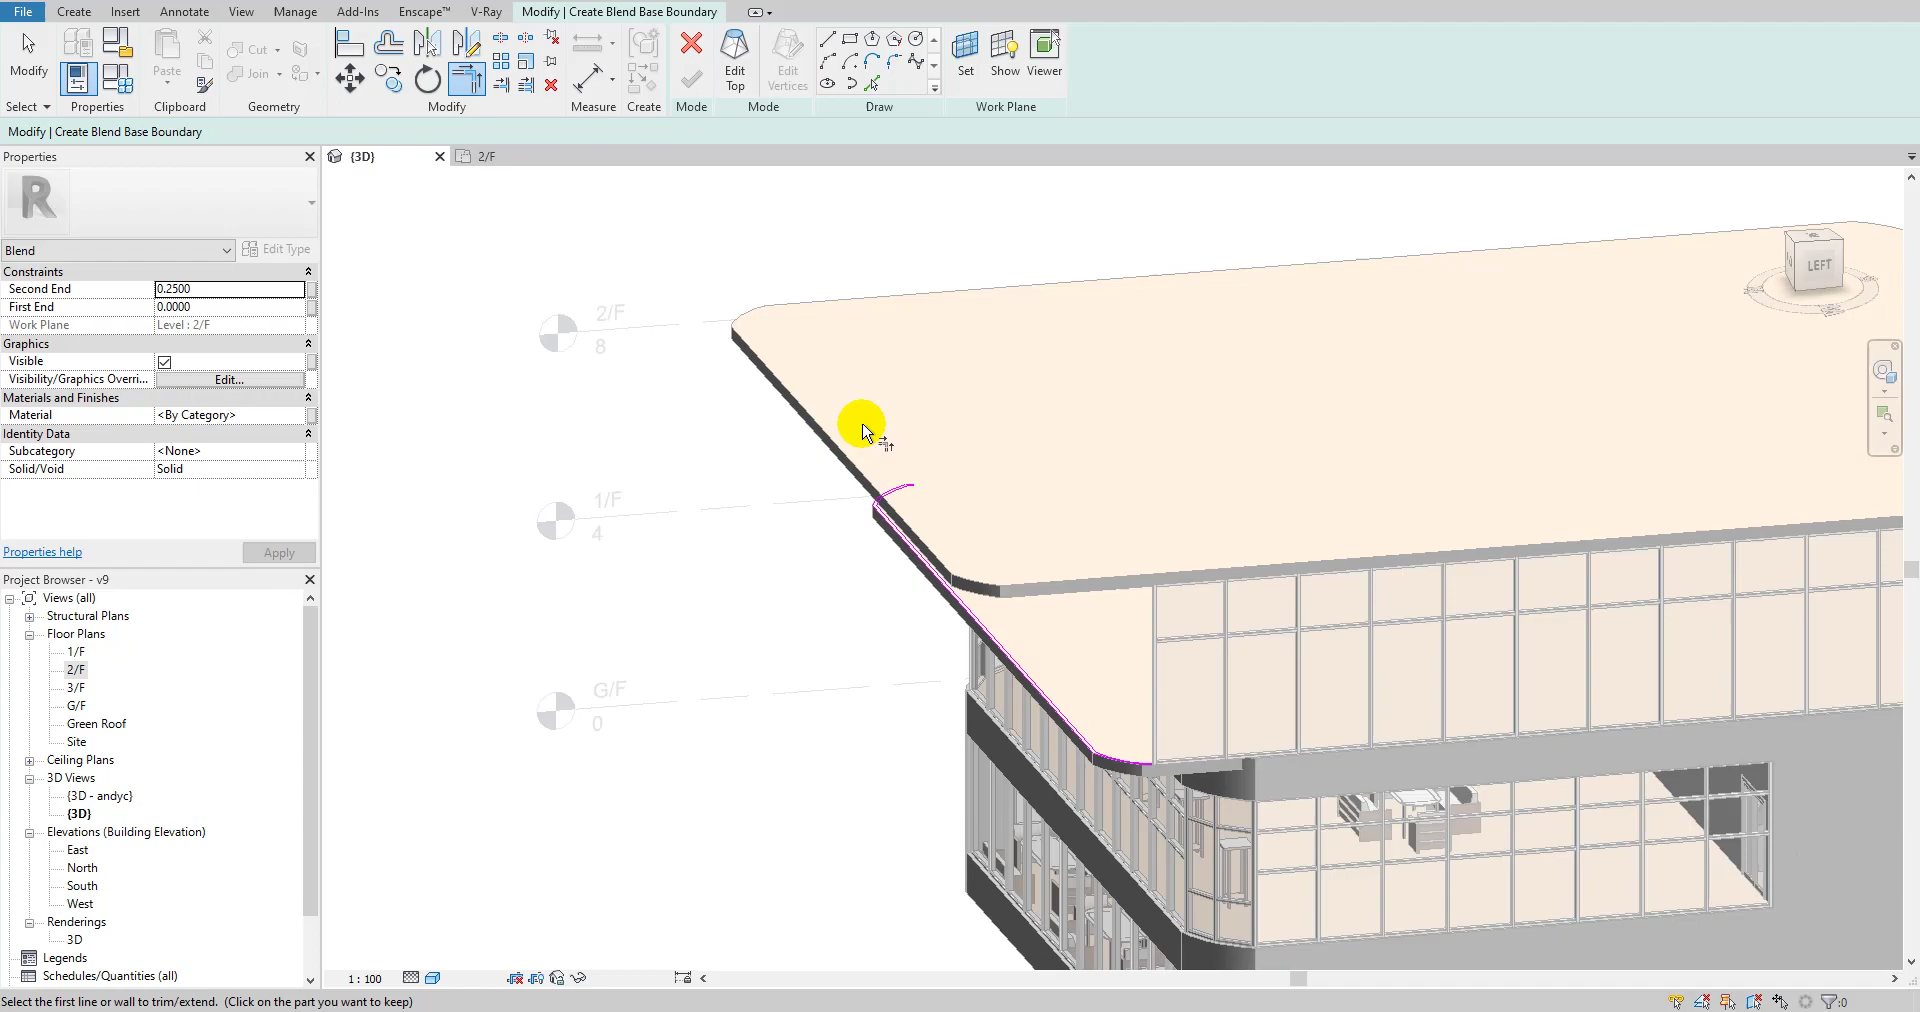 File Create Insert Annotate View Manage Add-Ins Enscape™ V-Ray Modify | Create Blend Base Boundary
Modify
Select
Properties
Paste
Clipboard
Cut
Join
Geometry
Modify
Measure
Create
Mode
Edit Top
Edit Vertices
Mode
Draw
Set Show Viewer
Work Plane
Modify | Create Blend Base Boundary
Properties
{3D} 2/F
R
Blend
Edit Type
Constraints
Second End 0.2500
First End 0.0000
Work Plane Level : 2/F
Graphics
Visible
Visibility/Graphics Overri... Edit...
Materials and Finishes
Material <By Category>
Identity Data
Subcategory <None>
Solid/Void Solid
Properties help Apply
Project Browser - v9
Views (all)
Structural Plans
Floor Plans
1/F
2/F
3/F
G/F
Green Roof
Site
Ceiling Plans
3D Views
{3D - andyc}
{3D}
Elevations (Building Elevation)
East
North
South
West
Renderings
3D
Legends
Schedules/Quantities (all)
2/F
8
1/F
4
G/F
0
LEFT
1 : 100
Select the first line or wall to trim/extend. (Click on the part you want to keep)
:0